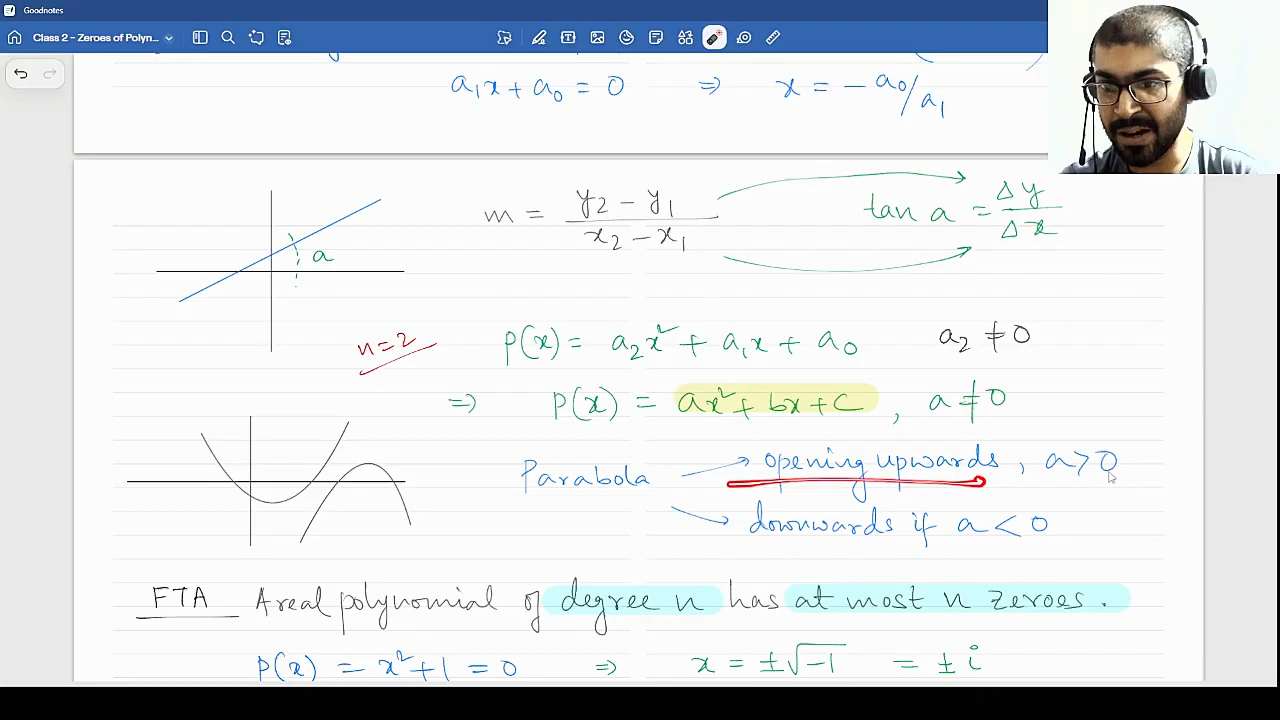 Goodnotes
Class 2 - Zeroes of Polyn...
a₁x + a₀ = 0 ⇒ x = - a₀/a₁
m = (y₂ - y₁)/(x₂ - x₁) tan a = Δy/Δx
a
n=2 P(x) = a₂x² + a₁x + a₀ a₂ ≠ 0
⇒ P(x) = ax² + bx + c , a ≠ 0
Parabola → opening upwards , a > 0
→ downwards if a < 0
FTA A real polynomial of degree n has at most n zeroes .
P(x) = x² + 1 = 0 ⇒ x = ± √-1 = ± i